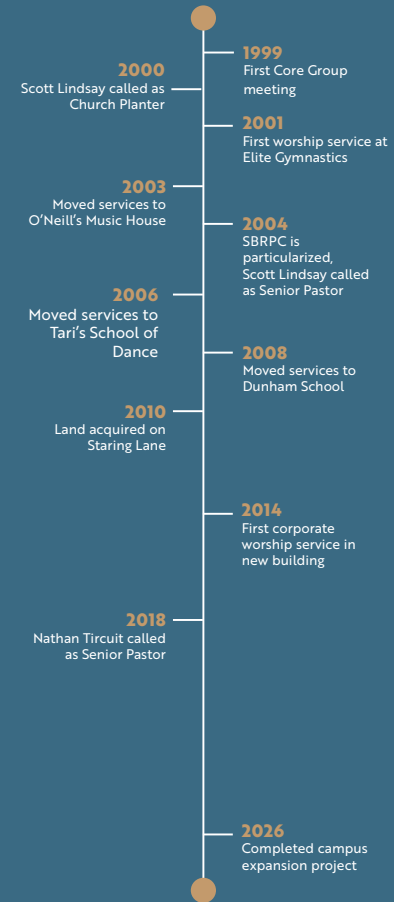 1999
First Core Group
meeting
2000
Scott Lindsay called as
Church Planter
2001
First worship service at
Elite Gymnastics
2003
Moved services to
O'Neill's Music House
2004
SBRPC is
particularized,
Scott Lindsay called
as Senior Pastor
2006
Moved services to
Tari's School of
Dance
2008
Moved services to
Dunham School
2010
Land acquired on
Staring Lane
2014
First corporate
worship service in
new building
2018
Nathan Tircuit called
as Senior Pastor
2026
Completed campus
expansion project